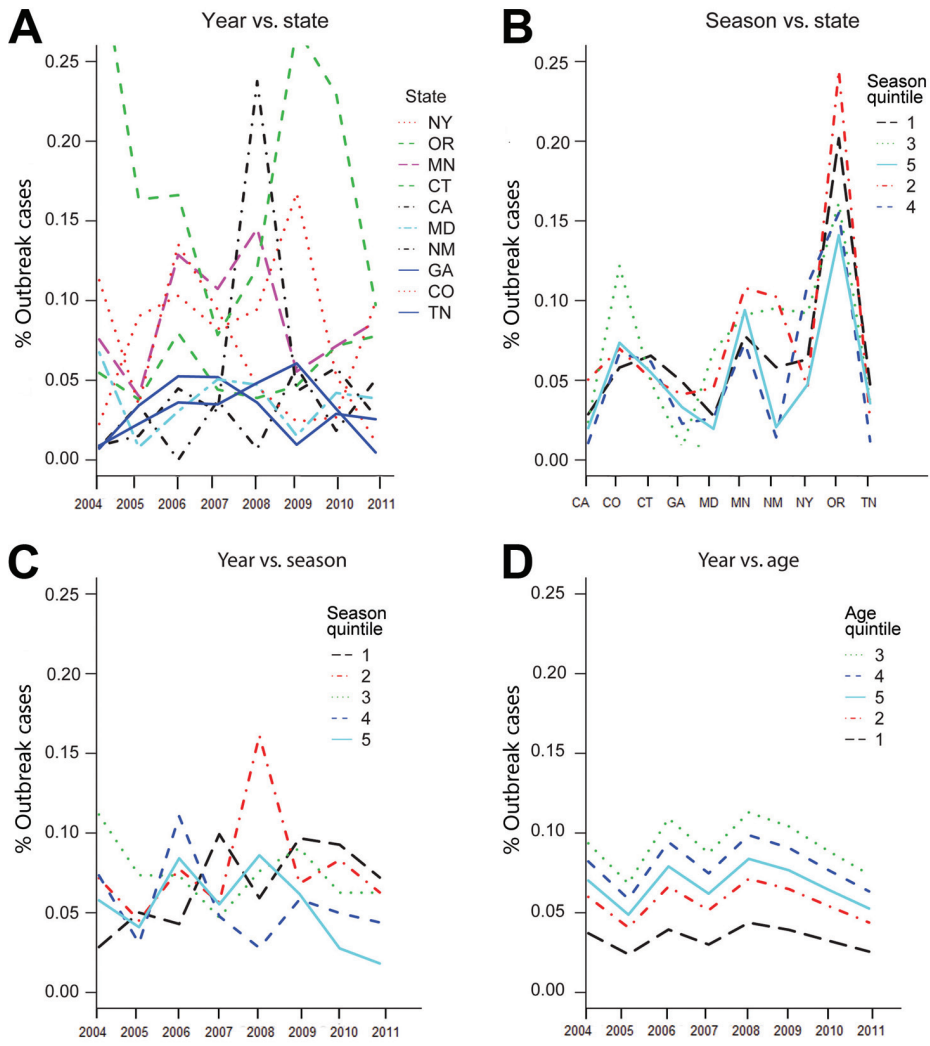 A
Year vs. state
% Outbreak cases
0.25
0.20
0.15
0.10
0.05
0.00
2004 2005 2006 2007 2008 2009 2010 2011
State
NY
OR
MN
CT
CA
MD
NM
GA
CO
TN
B
Season vs. state
% Outbreak cases
0.25
0.20
0.15
0.10
0.05
0.00
CA CO CT GA MD MN NM NY OR TN
Season
quintile
1
3
5
2
4
C
Year vs. season
% Outbreak cases
0.25
0.20
0.15
0.10
0.05
0.00
2004 2005 2006 2007 2008 2009 2010 2011
Season
quintile
1
2
3
4
5
D
Year vs. age
% Outbreak cases
0.25
0.20
0.15
0.10
0.05
0.00
2004 2005 2006 2007 2008 2009 2010 2011
Age
quintile
3
4
5
2
1